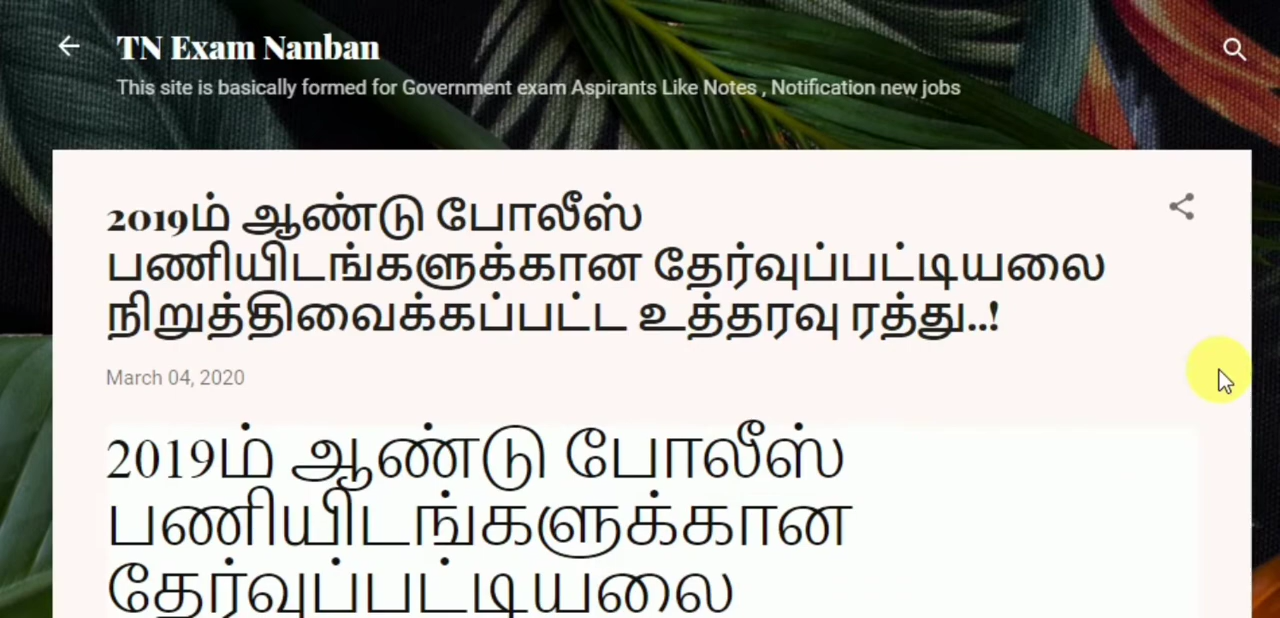 TN Exam Nanban
This site is basically formed for Government exam Aspirants Like Notes , Notification new jobs
2019ம் ஆண்டு போலீஸ்
பணியிடங்களுக்கான தேர்வுப்பட்டியலை
நிறுத்திவைக்கப்பட்ட உத்தரவு ரத்து..!
March 04, 2020
2019ம் ஆண்டு போலீஸ்
பணியிடங்களுக்கான
தேர்வுப்பட்டியலை